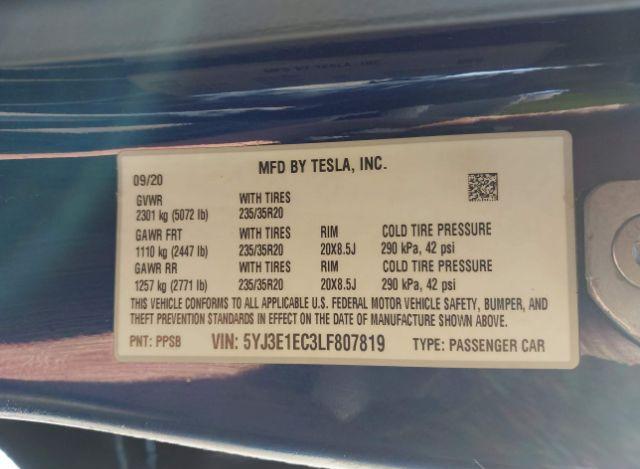 MFD BY TESLA, INC.
09/20
GVWR WITH TIRES
2301 kg (5072 lb) 235/35R20
GAWR FRT WITH TIRES RIM COLD TIRE PRESSURE
1110 kg (2447 lb) 235/35R20 20X8.5J 290 kPa, 42 psi
GAWR RR WITH TIRES RIM COLD TIRE PRESSURE
1257 kg (2771 lb) 235/35R20 20X8.5J 290 kPa, 42 psi
THIS VEHICLE CONFORMS TO ALL APPLICABLE U.S. FEDERAL MOTOR VEHICLE SAFETY, BUMPER, AND
THEFT PREVENTION STANDARDS IN EFFECT ON THE DATE OF MANUFACTURE SHOWN ABOVE.
PNT: PPSB VIN: 5YJ3E1EC3LF807819 TYPE: PASSENGER CAR